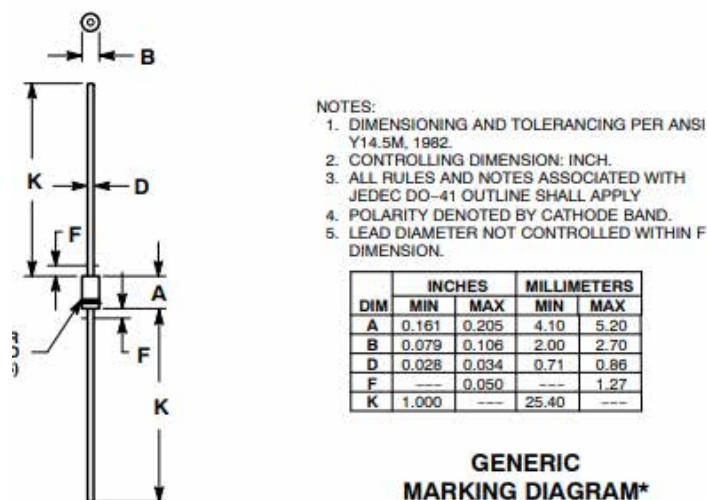 B
K
D
F
A
F
K
NOTES:
1. DIMENSIONING AND TOLERANCING PER ANSI
Y14.5M, 1982.
2. CONTROLLING DIMENSION: INCH.
3. ALL RULES AND NOTES ASSOCIATED WITH
JEDEC DO−41 OUTLINE SHALL APPLY
4. POLARITY DENOTED BY CATHODE BAND.
5. LEAD DIAMETER NOT CONTROLLED WITHIN F
DIMENSION.
INCHES MILLIMETERS
DIM MIN MAX MIN MAX
A 0.161 0.205 4.10 5.20
B 0.079 0.106 2.00 2.70
D 0.028 0.034 0.71 0.86
F −−− 0.050 −−− 1.27
K 1.000 −−− 25.40 −−−
GENERIC
MARKING DIAGRAM*